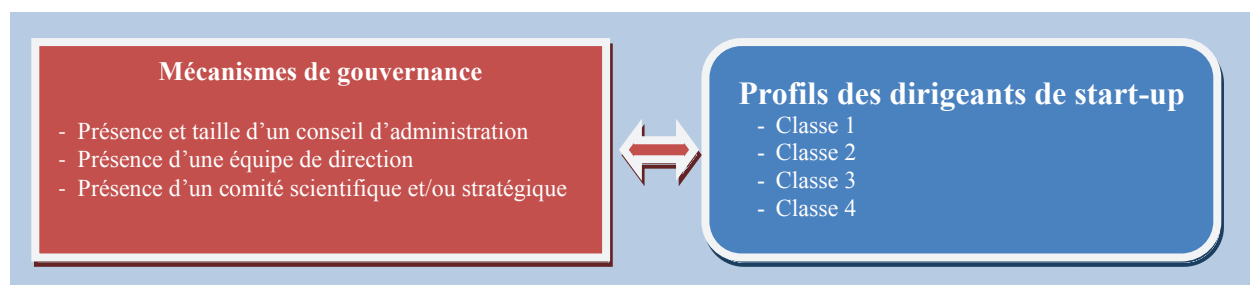 Mécanismes de gouvernance
- Présence et taille d’un conseil d’administration
- Présence d’une équipe de direction
- Présence d’un comité scientifique et/ou stratégique
Profils des dirigeants de start-up
- Classe 1
- Classe 2
- Classe 3
- Classe 4